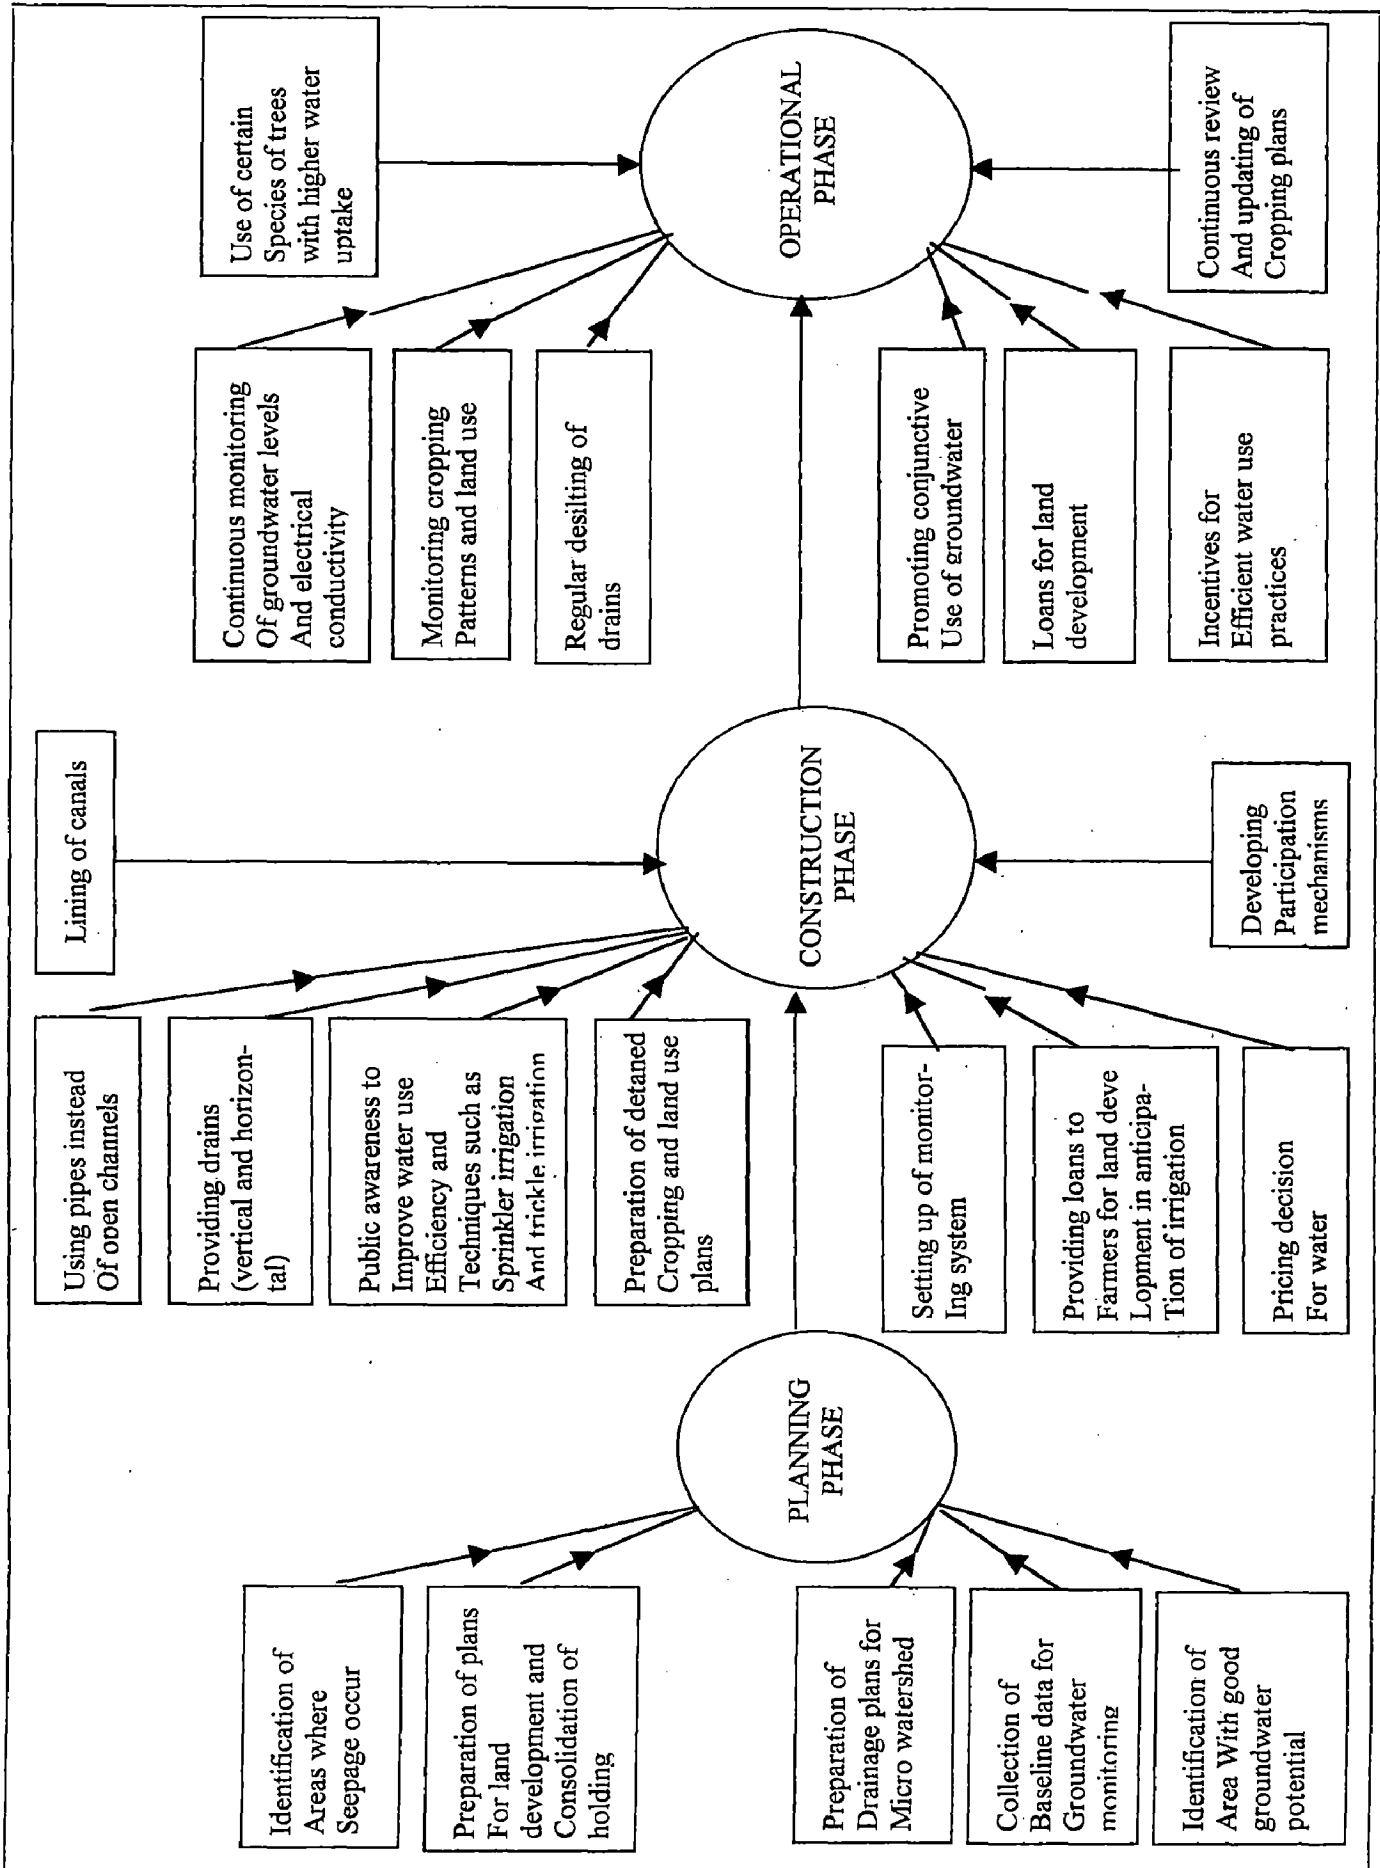 Identification of
Areas where
Seepage occur
Preparation of plans
For land
development and
Consolidation of
holding
Preparation of
Drainage plans for
Micro watershed
Collection of
Baseline data for
Groundwater
monitoring
Identification of
Area With good
groundwater
potential
PLANNING
PHASE
Using pipes instead
Of open channels
Providing drains
(vertical and horizon-
tal)
Public awareness to
Improve water use
Efficiency and
Techniques such as
Sprinkler irrigation
And trickle irrigation
Preparation of detaned
Cropping and land use
plans
Setting up of monitor-
Ing system
Providing loans to
Farmers for land deve
Lopment in anticipa-
Tion of irrigation
Pricing decision
For water
Lining of canals
CONSTRUCTION
PHASE
Developing
Participation
mechanisms
Continuous monitoring
Of groundwater levels
And electrical
conductivity
Monitoring cropping
Patterns and land use
Regular desilting of
drains
Promoting conjunctive
Use of groundwater
Loans for land
development
Incentives for
Efficient water use
practices
Use of certain
Species of trees
with higher water
uptake
OPERATIONAL
PHASE
Continuous review
And updating of
Cropping plans